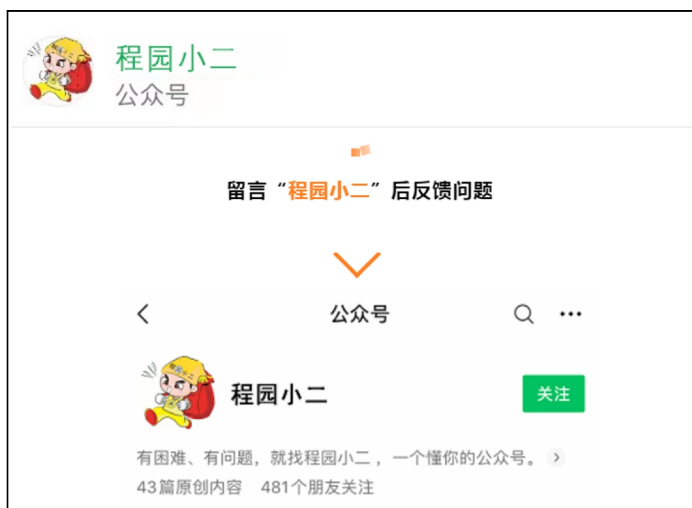 程园小二
公众号
留言“程园小二”后反馈问题
公众号
程园小二
关注
有困难、有问题，就找程园小二，一个懂你的公众号。
43篇原创内容 481个朋友关注